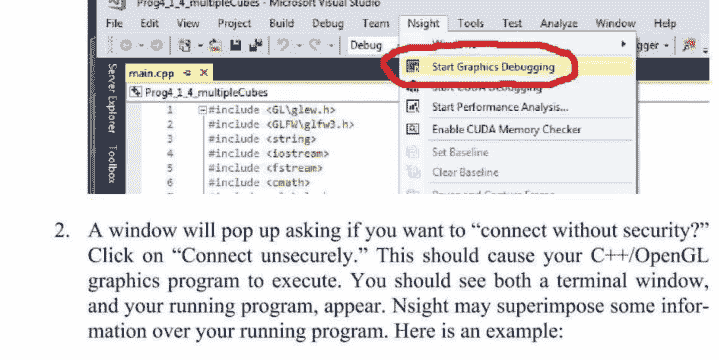 Prog4_1_4_multipleCubes - Microsoft Visual Studio
File Edit View Project Build Debug Team Nsight Tools Test Analyze Window Help
Debug
Start Graphics Debugging
main.cpp
Prog4_1_4_multipleCubes
Start CUDA Debugging
Start Performance Analysis...
Enable CUDA Memory Checker
Set Baseline
Clear Baseline
Server Explorer
Toolbox
1 #include <GL\glew.h>
2 #include <GLFW\glfw3.h>
3 #include <string>
4 #include <iostream>
5 #include <fstream>
6 #include <cmath>
2. A window will pop up asking if you want to “connect without security?”
Click on “Connect unsecurely.” This should cause your C++/OpenGL
graphics program to execute. You should see both a terminal window,
and your running program, appear. Nsight may superimpose some infor-
mation over your running program. Here is an example: